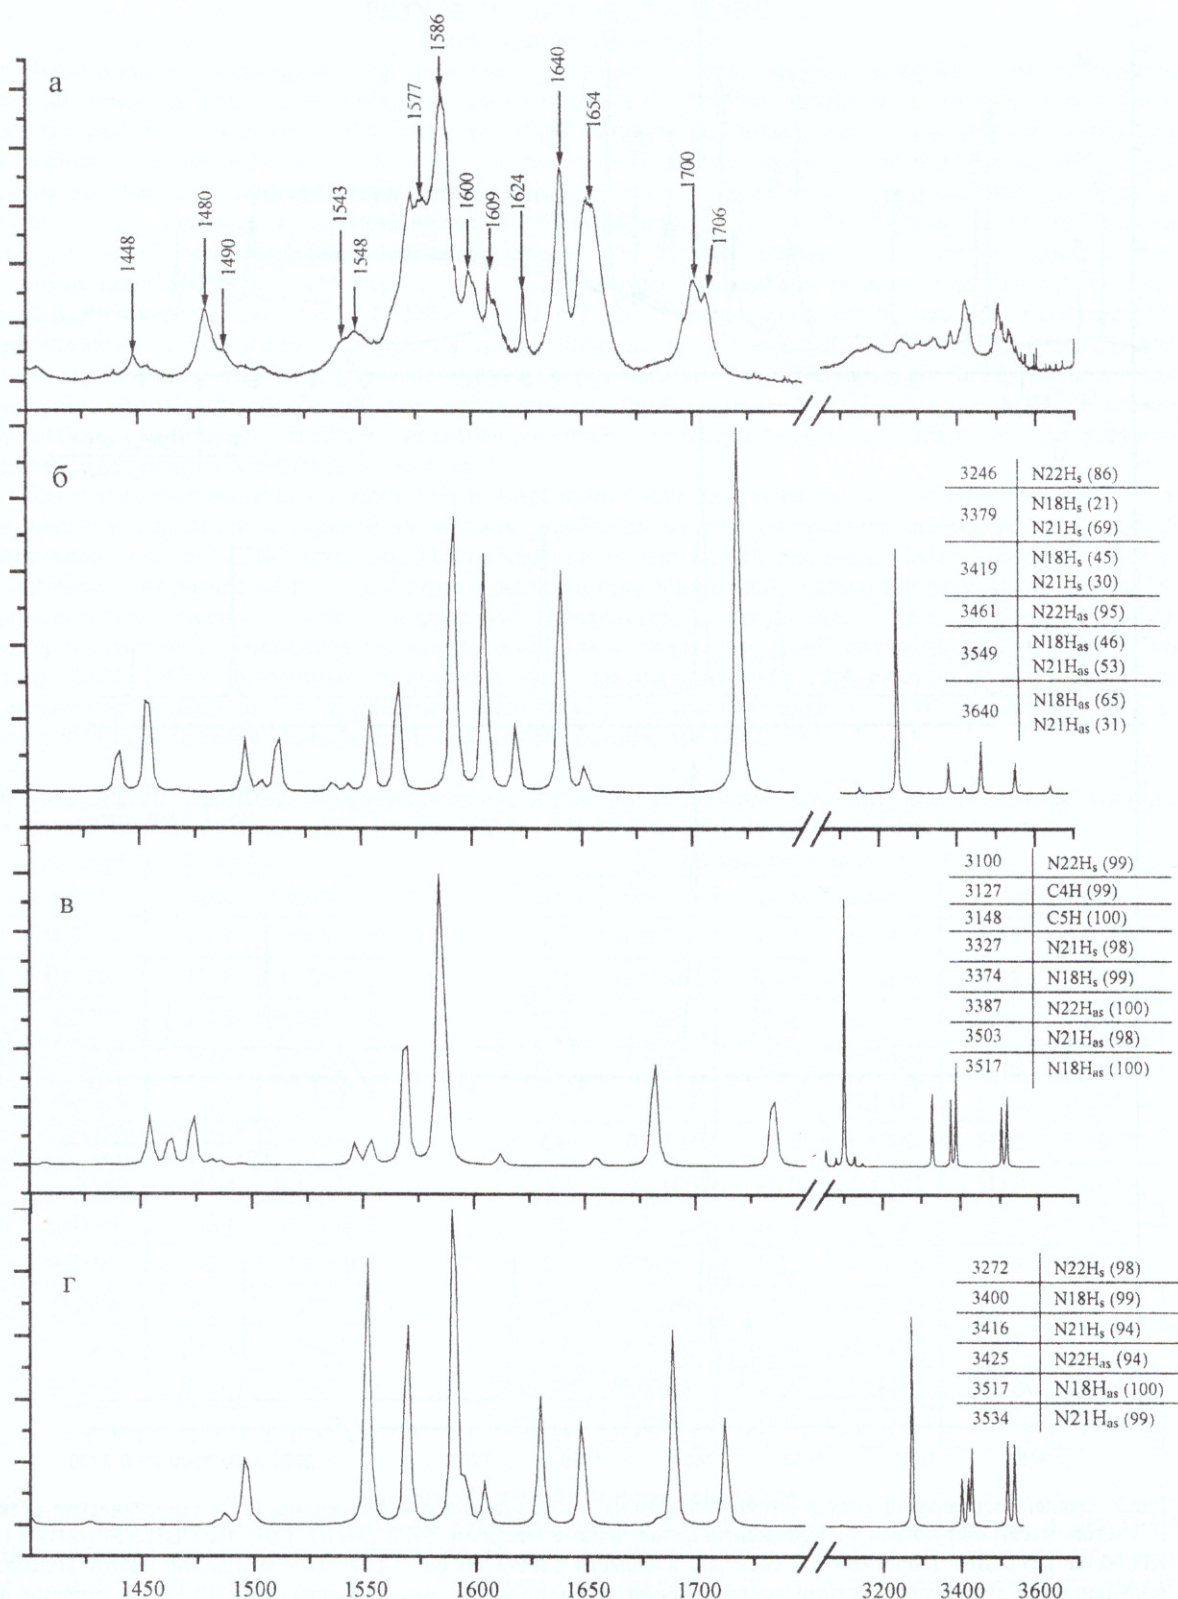 а
1448
1480
1490
1543
1548
1577
1586
1600
1609
1624
1640
1654
1700
1706
б
3246 N22Hs (86)
3379 N18Hs (21)
N21Hs (69)
3419 N18Hs (45)
N21Hs (30)
3461 N22Has (95)
3549 N18Has (46)
N21Has (53)
3640 N18Has (65)
N21Has (31)
в
3100 N22Hs (99)
3127 C4H (99)
3148 C5H (100)
3327 N21Hs (98)
3374 N18Hs (99)
3387 N22Has (100)
3503 N21Has (98)
3517 N18Has (100)
г
3272 N22Hs (98)
3400 N18Hs (99)
3416 N21Hs (94)
3425 N22Has (94)
3517 N18Has (100)
3534 N21Has (99)
1450 1500 1550 1600 1650 1700 3200 3400 3600